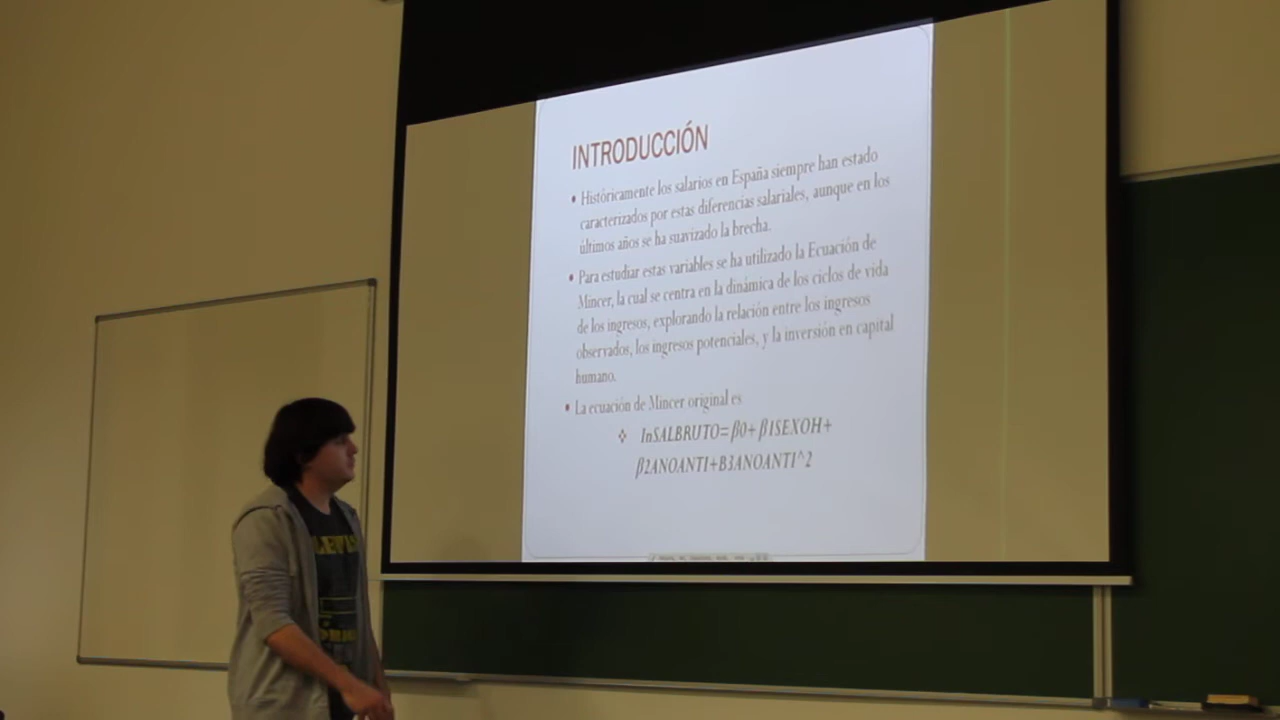 INTRODUCCIÓN
• Históricamente los salarios en España siempre han estado
caracterizados por estas diferencias salariales, aunque en los
últimos años se ha suavizado la brecha.
• Para estudiar estas variables se ha utilizado la Ecuación de
Mincer, la cual se centra en la dinámica de los ciclos de vida
de los ingresos, explorando la relación entre los ingresos
observados, los ingresos potenciales, y la inversión en capital
humano.
• La ecuación de Mincer original es
❖ lnSALBRUTO=β0+β1SEXOH+
β2ANOANTI+B3ANOANTI^2